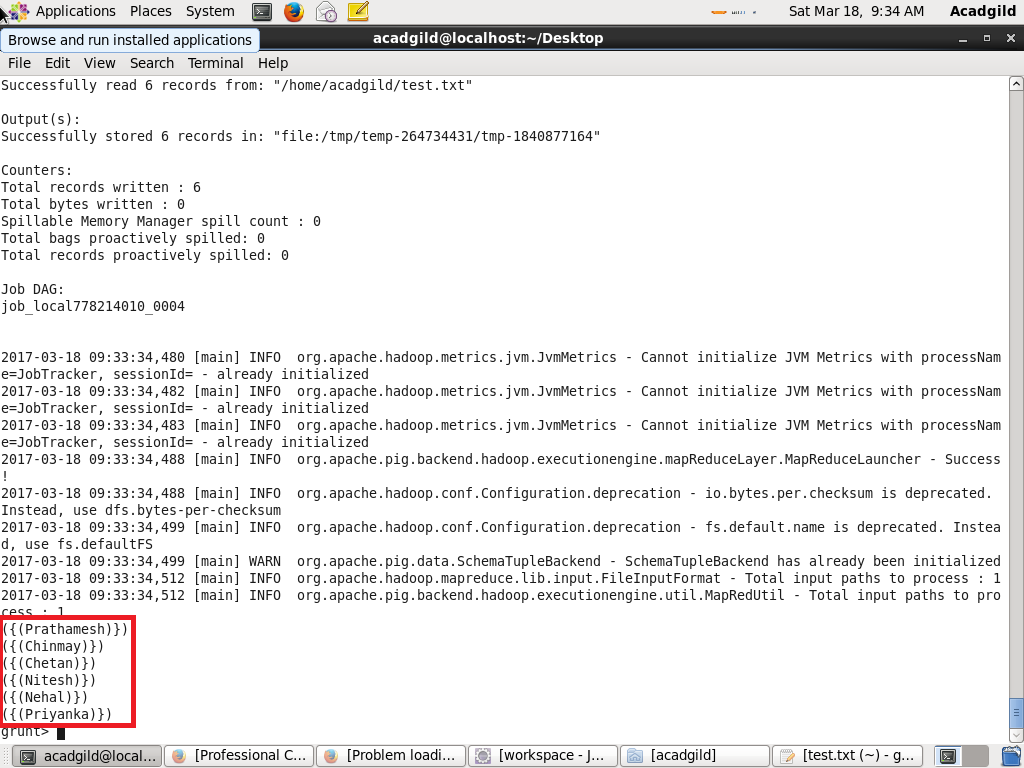 Applications Places System Sat Mar 18, 9:34 AM Acadgild
Browse and run installed applications
acadgild@localhost:~/Desktop
File Edit View Search Terminal Help
Successfully read 6 records from: "/home/acadgild/test.txt"
Output(s):
Successfully stored 6 records in: "file:/tmp/temp-264734431/tmp-1840877164"
Counters:
Total records written : 6
Total bytes written : 0
Spillable Memory Manager spill count : 0
Total bags proactively spilled: 0
Total records proactively spilled: 0
Job DAG:
job_local778214010_0004
2017-03-18 09:33:34,480 [main] INFO  org.apache.hadoop.metrics.jvm.JvmMetrics - Cannot initialize JVM Metrics with processNam
e=JobTracker, sessionId= - already initialized
2017-03-18 09:33:34,482 [main] INFO  org.apache.hadoop.metrics.jvm.JvmMetrics - Cannot initialize JVM Metrics with processNam
e=JobTracker, sessionId= - already initialized
2017-03-18 09:33:34,483 [main] INFO  org.apache.hadoop.metrics.jvm.JvmMetrics - Cannot initialize JVM Metrics with processNam
e=JobTracker, sessionId= - already initialized
2017-03-18 09:33:34,488 [main] INFO  org.apache.pig.backend.hadoop.executionengine.mapReduceLayer.MapReduceLauncher - Success
!
2017-03-18 09:33:34,488 [main] INFO  org.apache.hadoop.conf.Configuration.deprecation - io.bytes.per.checksum is deprecated.
Instead, use dfs.bytes-per-checksum
2017-03-18 09:33:34,499 [main] INFO  org.apache.hadoop.conf.Configuration.deprecation - fs.default.name is deprecated. Instea
d, use fs.defaultFS
2017-03-18 09:33:34,499 [main] WARN  org.apache.pig.data.SchemaTupleBackend - SchemaTupleBackend has already been initialized
2017-03-18 09:33:34,512 [main] INFO  org.apache.hadoop.mapreduce.lib.input.FileInputFormat - Total input paths to process : 1
2017-03-18 09:33:34,512 [main] INFO  org.apache.pig.backend.hadoop.executionengine.util.MapRedUtil - Total input paths to pro
cess : 1
({(Prathamesh)})
({(Chinmay)})
({(Chetan)})
({(Nitesh)})
({(Nehal)})
({(Priyanka)})
grunt>
acadgild@local... [Professional C... [Problem loadi... [workspace - J... [acadgild] [test.txt (~) - g...